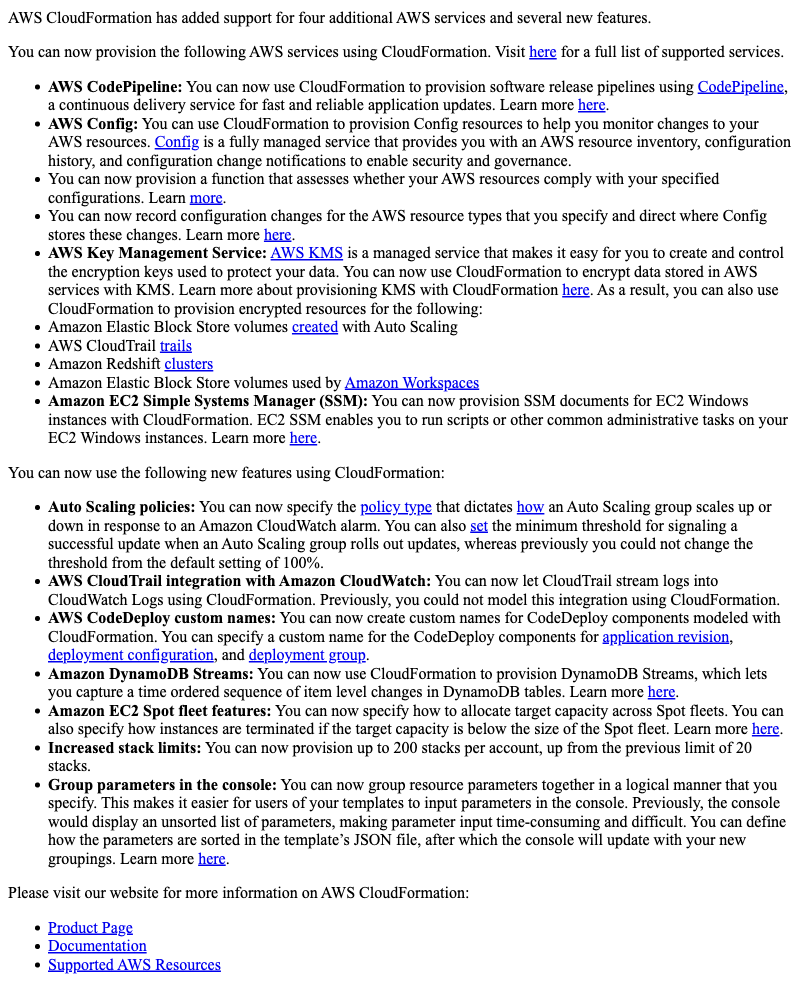 AWS CloudFormation has added support for four additional AWS services and several new features.
You can now provision the following AWS services using CloudFormation. Visit here for a full list of supported services.
• AWS CodePipeline: You can now use CloudFormation to provision software release pipelines using CodePipeline,
a continuous delivery service for fast and reliable application updates. Learn more here.
• AWS Config: You can use CloudFormation to provision Config resources to help you monitor changes to your
AWS resources. Config is a fully managed service that provides you with an AWS resource inventory, configuration
history, and configuration change notifications to enable security and governance.
• You can now provision a function that assesses whether your AWS resources comply with your specified
configurations. Learn more.
• You can now record configuration changes for the AWS resource types that you specify and direct where Config
stores these changes. Learn more here.
• AWS Key Management Service: AWS KMS is a managed service that makes it easy for you to create and control
the encryption keys used to protect your data. You can now use CloudFormation to encrypt data stored in AWS
services with KMS. Learn more about provisioning KMS with CloudFormation here. As a result, you can also use
CloudFormation to provision encrypted resources for the following:
• Amazon Elastic Block Store volumes created with Auto Scaling
• AWS CloudTrail trails
• Amazon Redshift clusters
• Amazon Elastic Block Store volumes used by Amazon Workspaces
• Amazon EC2 Simple Systems Manager (SSM): You can now provision SSM documents for EC2 Windows
instances with CloudFormation. EC2 SSM enables you to run scripts or other common administrative tasks on your
EC2 Windows instances. Learn more here.
You can now use the following new features using CloudFormation:
• Auto Scaling policies: You can now specify the policy type that dictates how an Auto Scaling group scales up or
down in response to an Amazon CloudWatch alarm. You can also set the minimum threshold for signaling a
successful update when an Auto Scaling group rolls out updates, whereas previously you could not change the
threshold from the default setting of 100%.
• AWS CloudTrail integration with Amazon CloudWatch: You can now let CloudTrail stream logs into
CloudWatch Logs using CloudFormation. Previously, you could not model this integration using CloudFormation.
• AWS CodeDeploy custom names: You can now create custom names for CodeDeploy components modeled with
CloudFormation. You can specify a custom name for the CodeDeploy components for application revision,
deployment configuration, and deployment group.
• Amazon DynamoDB Streams: You can now use CloudFormation to provision DynamoDB Streams, which lets
you capture a time ordered sequence of item level changes in DynamoDB tables. Learn more here.
• Amazon EC2 Spot fleet features: You can now specify how to allocate target capacity across Spot fleets. You can
also specify how instances are terminated if the target capacity is below the size of the Spot fleet. Learn more here.
• Increased stack limits: You can now provision up to 200 stacks per account, up from the previous limit of 20
stacks.
• Group parameters in the console: You can now group resource parameters together in a logical manner that you
specify. This makes it easier for users of your templates to input parameters in the console. Previously, the console
would display an unsorted list of parameters, making parameter input time-consuming and difficult. You can define
how the parameters are sorted in the template’s JSON file, after which the console will update with your new
groupings. Learn more here.
Please visit our website for more information on AWS CloudFormation:
• Product Page
• Documentation
• Supported AWS Resources